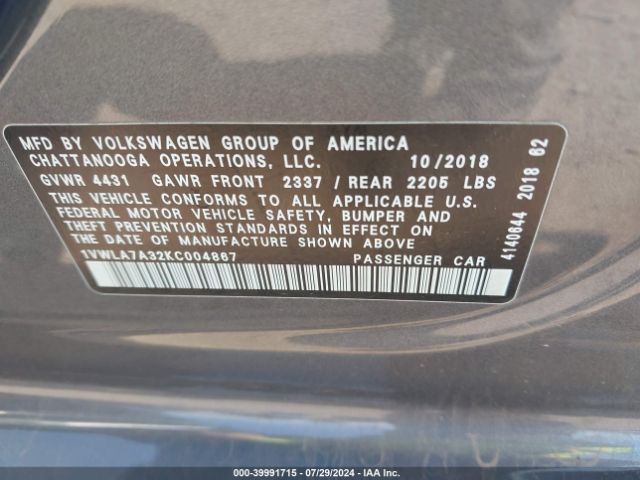 MFD BY VOLKSWAGEN GROUP OF AMERICA
CHATTANOOGA OPERATIONS, LLC. 10/2018
GVWR 4431 GAWR FRONT 2337 / REAR 2205 LBS
THIS VEHICLE CONFORMS TO ALL APPLICABLE U.S.
FEDERAL MOTOR VEHICLE SAFETY, BUMPER AND
THEFT PREVENTION STANDARDS IN EFFECT ON
THE DATE OF MANUFACTURE SHOWN ABOVE
1VWLA7A32KC004867 PASSENGER CAR
4140644 2018 62
000-39991715 - 07/29/2024 - IAAI.COM